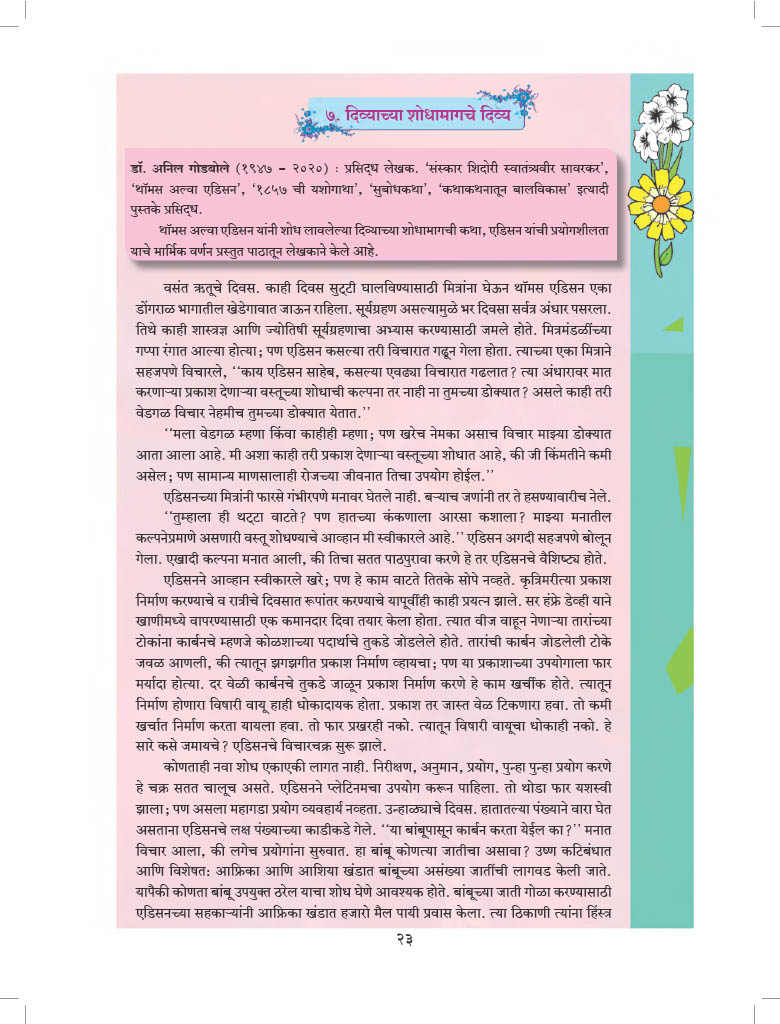 ७. दिव्याच्या शोधामागचे दिव्य
डॉ. अनिल गोडबोले (१९४७ – २०२०) : प्रसिद्ध लेखक. ‘संस्कार शिदोरी स्वातंत्र्यवीर सावरकर’,
‘थॉमस अल्वा एडिसन’, ‘१८५७ ची यशोगाथा’, ‘सुबोधकथा’, ‘कथाकथनातून बालविकास’ इत्यादी
पुस्तके प्रसिद्ध.
थॉमस अल्वा एडिसन यांनी शोध लावलेल्या दिव्याच्या शोधामागची कथा, एडिसन यांची प्रयोगशीलता
याचे मार्मिक वर्णन प्रस्तुत पाठातून लेखकाने केले आहे.
वसंत ऋतूचे दिवस. काही दिवस सुट्टी घालविण्यासाठी मित्रांना घेऊन थॉमस एडिसन एका
डोंगराळ भागातील खेडेगावात जाऊन राहिला. सूर्यग्रहण असल्यामुळे भर दिवसा सर्वत्र अंधार पसरला.
तिथे काही शास्त्रज्ञ आणि ज्योतिषी सूर्यग्रहणाचा अभ्यास करण्यासाठी जमले होते. मित्रमंडळींच्या
गप्पा रंगात आल्या होत्या; पण एडिसन कसल्या तरी विचारात गढून गेला होता. त्याच्या एका मित्राने
सहजपणे विचारले, ‘‘काय एडिसन साहेब, कसल्या एवढ्या विचारात गढलात? त्या अंधारावर मात
करणाऱ्या प्रकाश देणाऱ्या वस्तूच्या शोधाची कल्पना तर नाही ना तुमच्या डोक्यात? असले काही तरी
वेडगळ विचार नेहमीच तुमच्या डोक्यात येतात.’’
‘‘मला वेडगळ म्हणा किंवा काहीही म्हणा; पण खरेच नेमका असाच विचार माझ्या डोक्यात
आता आला आहे. मी अशा काही तरी प्रकाश देणाऱ्या वस्तूच्या शोधात आहे, की जी किंमतीने कमी
असेल; पण सामान्य माणसालाही रोजच्या जीवनात तिचा उपयोग होईल.’’
एडिसनच्या मित्रांनी फारसे गंभीरपणे मनावर घेतले नाही. बऱ्याच जणांनी तर ते हसण्यावारीच नेले.
‘‘तुम्हाला ही थट्टा वाटते? पण हातच्या कंकणाला आरसा कशाला? माझ्या मनातील
कल्पनेप्रमाणे असणारी वस्तू शोधण्याचे आव्हान मी स्वीकारले आहे.’’ एडिसन अगदी सहजपणे बोलून
गेला. एखादी कल्पना मनात आली, की तिचा सतत पाठपुरावा करणे हे तर एडिसनचे वैशिष्ट्य होते.
एडिसनने आव्हान स्वीकारले खरे; पण हे काम वाटते तितके सोपे नव्हते. कृत्रिमरीत्या प्रकाश
निर्माण करण्याचे व रात्रीचे दिवसात रूपांतर करण्याचे यापूर्वीही काही प्रयत्न झाले. सर हंफ्रे डेव्ही याने
खाणीमध्ये वापरण्यासाठी एक कमानदार दिवा तयार केला होता. त्यात वीज वाहून नेणाऱ्या तारांच्या
टोकांना कार्बनचे म्हणजे कोळशाच्या पदार्थाचे तुकडे जोडलेले होते. तारांची कार्बन जोडलेली टोके
जवळ आणली, की त्यातून झगझगीत प्रकाश निर्माण व्हायचा; पण या प्रकाशाच्या उपयोगाला फार
मर्यादा होत्या. दर वेळी कार्बनचे तुकडे जाळून प्रकाश निर्माण करणे हे काम खर्चीक होते. त्यातून
निर्माण होणारा विषारी वायू हाही धोकादायक होता. प्रकाश तर जास्त वेळ टिकणारा हवा. तो कमी
खर्चात निर्माण करता यायला हवा. तो फार प्रखरही नको. त्यातून विषारी वायूचा धोकाही नको. हे
सारे कसे जमायचे? एडिसनचे विचारचक्र सुरू झाले.
कोणताही नवा शोध एकाएकी लागत नाही. निरीक्षण, अनुमान, प्रयोग, पुन्हा पुन्हा प्रयोग करणे
हे चक्र सतत चालूच असते. एडिसनने प्लेटिनमचा उपयोग करून पाहिला. तो थोडा फार यशस्वी
झाला; पण असला महागडा प्रयोग व्यवहार्य नव्हता. उन्हाळ्याचे दिवस. हातातल्या पंख्याने वारा घेत
असताना एडिसनचे लक्ष पंख्याच्या काडीकडे गेले. ‘‘या बांबूपासून कार्बन करता येईल का?’’ मनात
विचार आला, की लगेच प्रयोगांना सुरुवात. हा बांबू कोणत्या जातीचा असावा? उष्ण कटिबंधात
आणि विशेषतः आफ्रिका आणि आशिया खंडात बांबूच्या असंख्य जातींची लागवड केली जाते.
यापैकी कोणता बांबू उपयुक्त ठरेल याचा शोध घेणे आवश्यक होते. बांबूच्या जाती गोळा करण्यासाठी
एडिसनच्या सहकाऱ्यांनी आफ्रिका खंडात हजारो मैल पायी प्रवास केला. त्या ठिकाणी त्यांना हिंस्त्र
२३